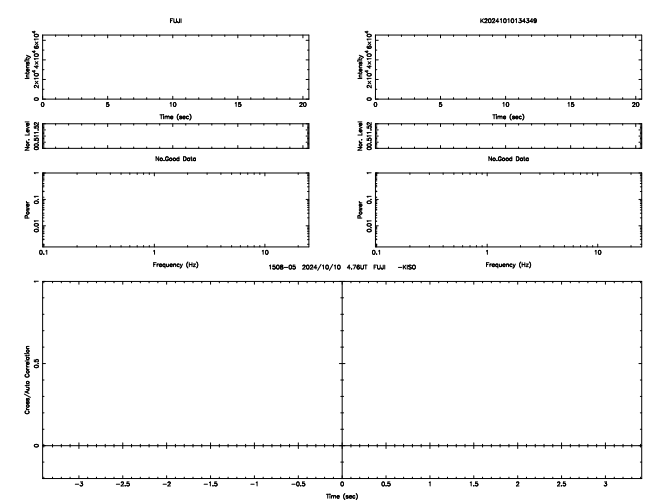 FUJI
K20241010134349
Intensity
0 2×10⁴ 4×10⁴ 6×10⁴
0 5 10 15 20
Time (sec)
Intensity
0 2×10⁴ 4×10⁴ 6×10⁴
0 5 10 15 20
Time (sec)
Nor. Level
00.511.52
Nor. Level
00.511.52
No.Good Data
No.Good Data
Power
1
0.1
0.01
0.1 1 10
Frequency (Hz)
Power
1
0.1
0.01
0.1 1 10
Frequency (Hz)
1508-05 2024/10/10 4.76UT FUJI -KISO
Cross/Auto Correlation
1
0.5
0
-3 -2.5 -2 -1.5 -1 -0.5 0 0.5 1 1.5 2 2.5 3
Time (sec)